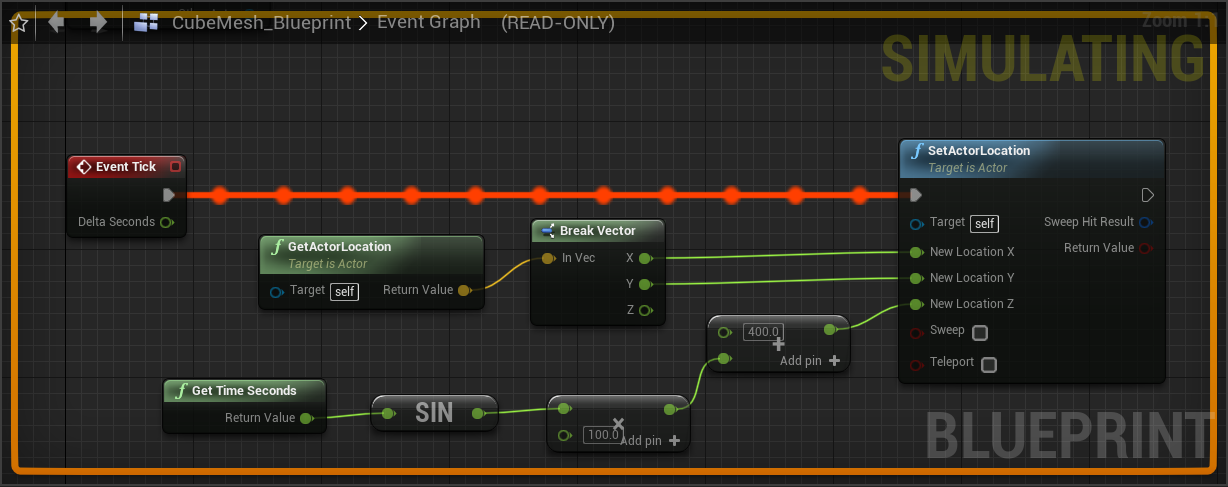 CubeMesh_Blueprint > Event Graph (READ-ONLY)
SIMULATING
Event Tick
Delta Seconds
GetActorLocation
Target is Actor
Target self Return Value
Break Vector
In Vec X
Y
Z
SetActorLocation
Target is Actor
Target self Sweep Hit Result
New Location X Return Value
New Location Y
New Location Z
Sweep
Teleport
400.0
+
Add pin +
Get Time Seconds
Return Value
SIN
×
100.0 Add pin +
BLUEPRINT